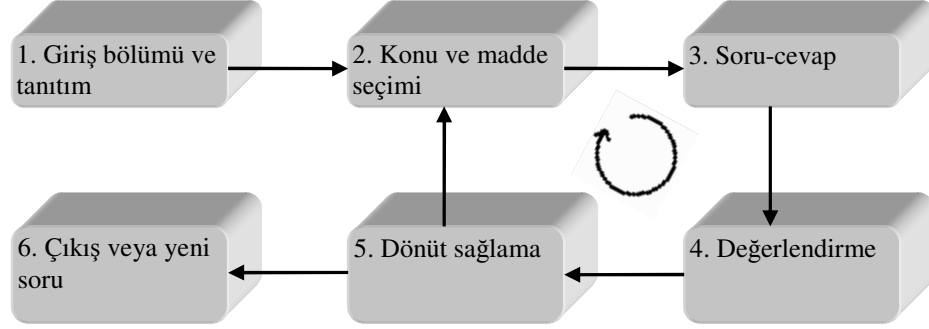 1. Giriş bölümü ve
tanıtım
2. Konu ve madde
seçimi
3. Soru-cevap
6. Çıkış veya yeni
soru
5. Dönüt sağlama
4. Değerlendirme